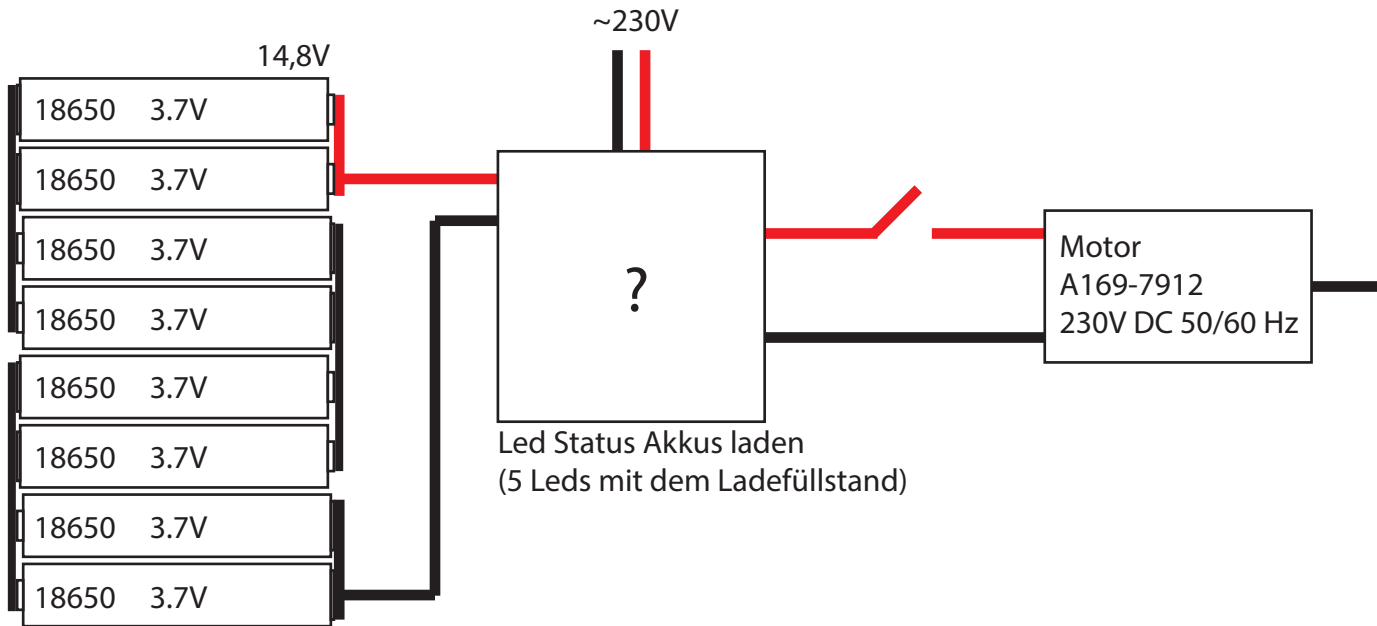 ~230V
14,8V
18650 3.7V
18650 3.7V
18650 3.7V
18650 3.7V
18650 3.7V
18650 3.7V
18650 3.7V
18650 3.7V
?
Led Status Akkus laden
(5 Leds mit dem Ladefüllstand)
Motor
A169-7912
230V DC 50/60 Hz